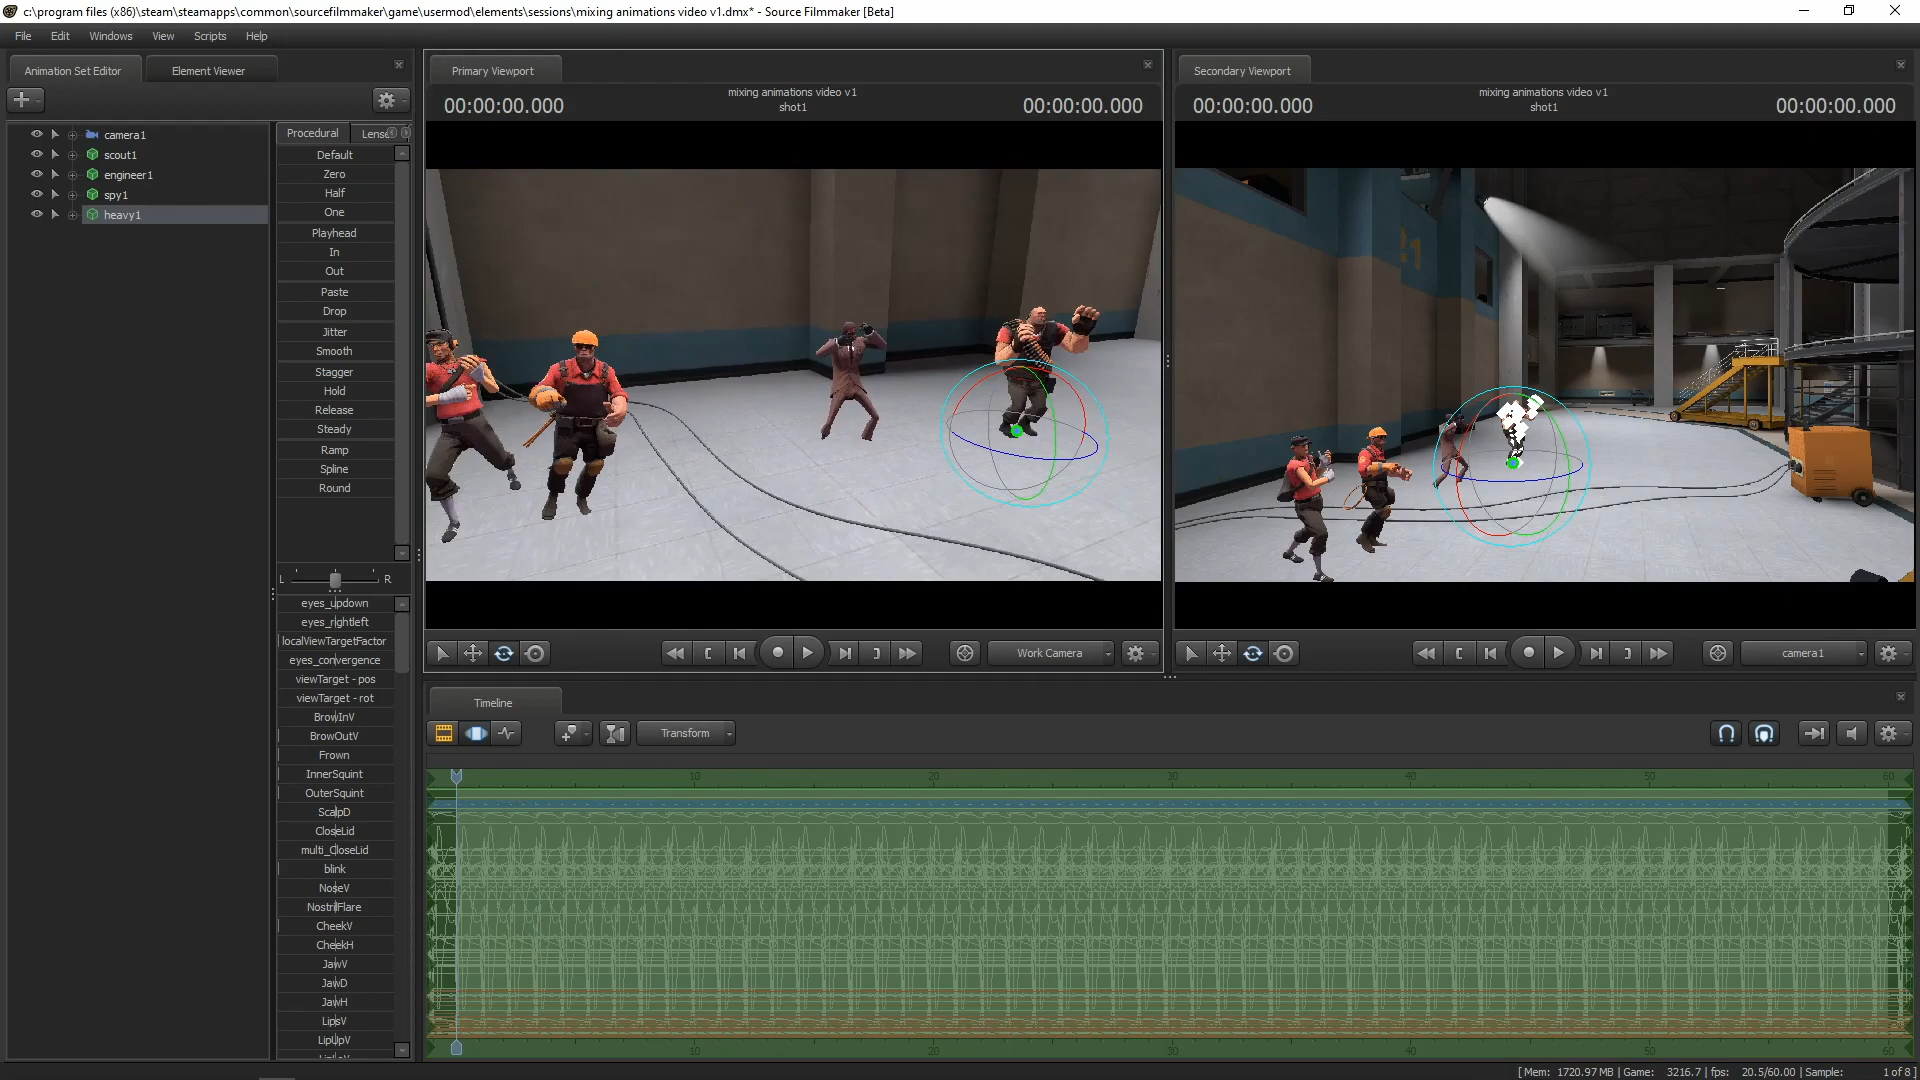 c:\program files (x86)\steam\steamapps\common\sourcefilmmaker\game\usermod\elements\sessions\mixing animations video v1.dmx* - Source Filmmaker [Beta]
File Edit Windows View Scripts Help
Animation Set Editor Element Viewer
camera1
scout1
engineer1
spy1
heavy1
Procedural Lense
Default
Zero
Half
One
Playhead
In
Out
Paste
Drop
Jitter
Smooth
Stagger
Hold
Release
Steady
Ramp
Spline
Round
L R
eyes_updown
eyes_rightleft
localViewTargetFactor
eyes_convergence
viewTarget - pos
viewTarget - rot
BrowInV
BrowOutV
Frown
InnerSquint
OuterSquint
ScalpD
CloseLid
multi_CloseLid
blink
NoseV
NostrilFlare
CheekV
CheekH
JawV
JawD
JawH
LipsV
LipUpV
Primary Viewport
00:00:00.000
mixing animations video v1
shot1
00:00:00.000
Work Camera
Secondary Viewport
00:00:00.000
mixing animations video v1
shot1
00:00:00.000
camera1
Timeline
Transform
10 20 30 40 50 60
10 20 30 40 50 60
[ Mem: 1720.97 MB | Game: 3216.7 | fps: 20.5/60.00 | Sample: 1 of 8 ]